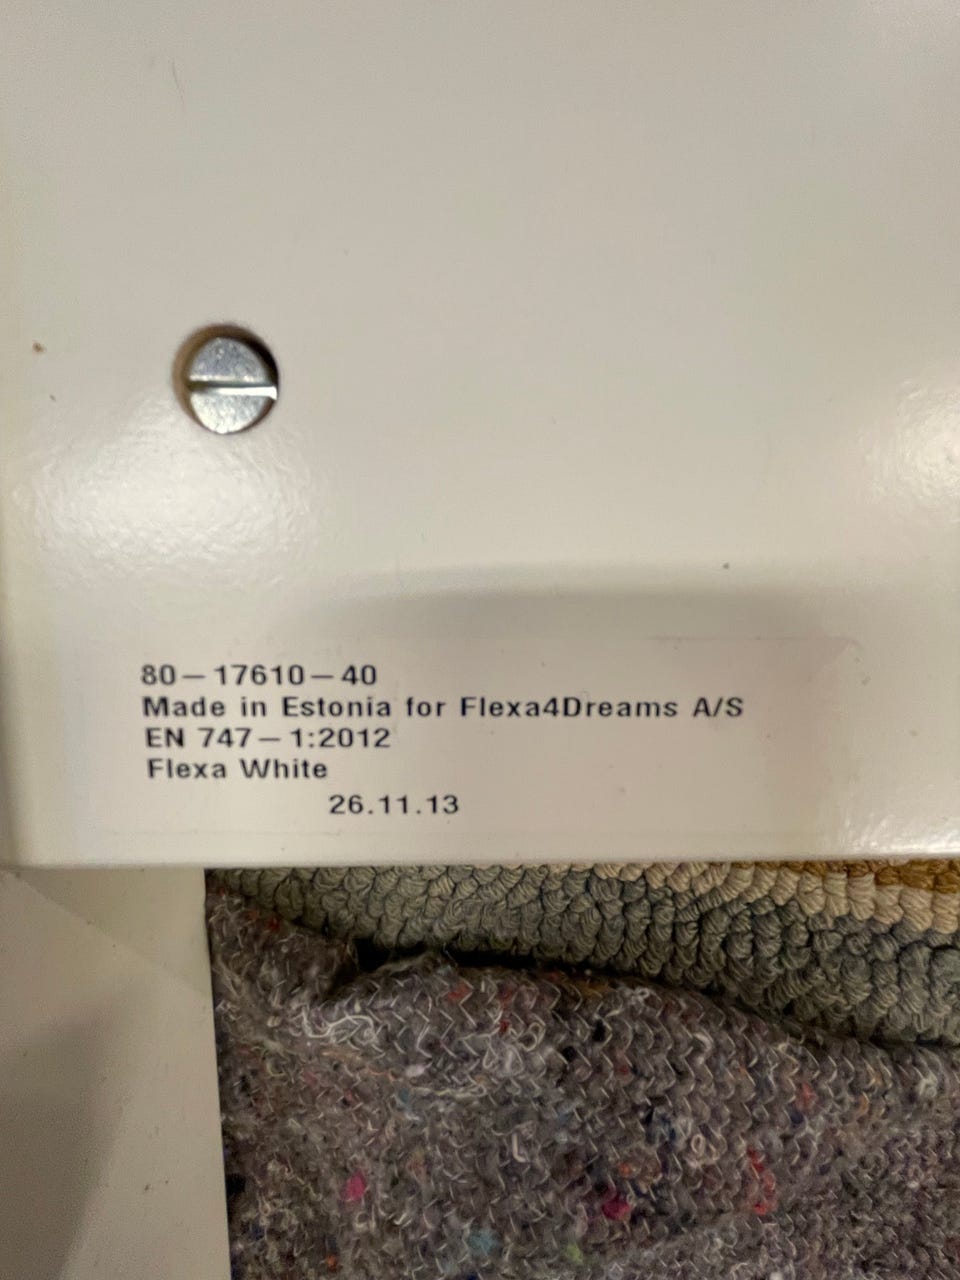 80-17610-40
Made in Estonia for Flexa4Dreams A/S
EN 747-1:2012
Flexa White
26.11.13